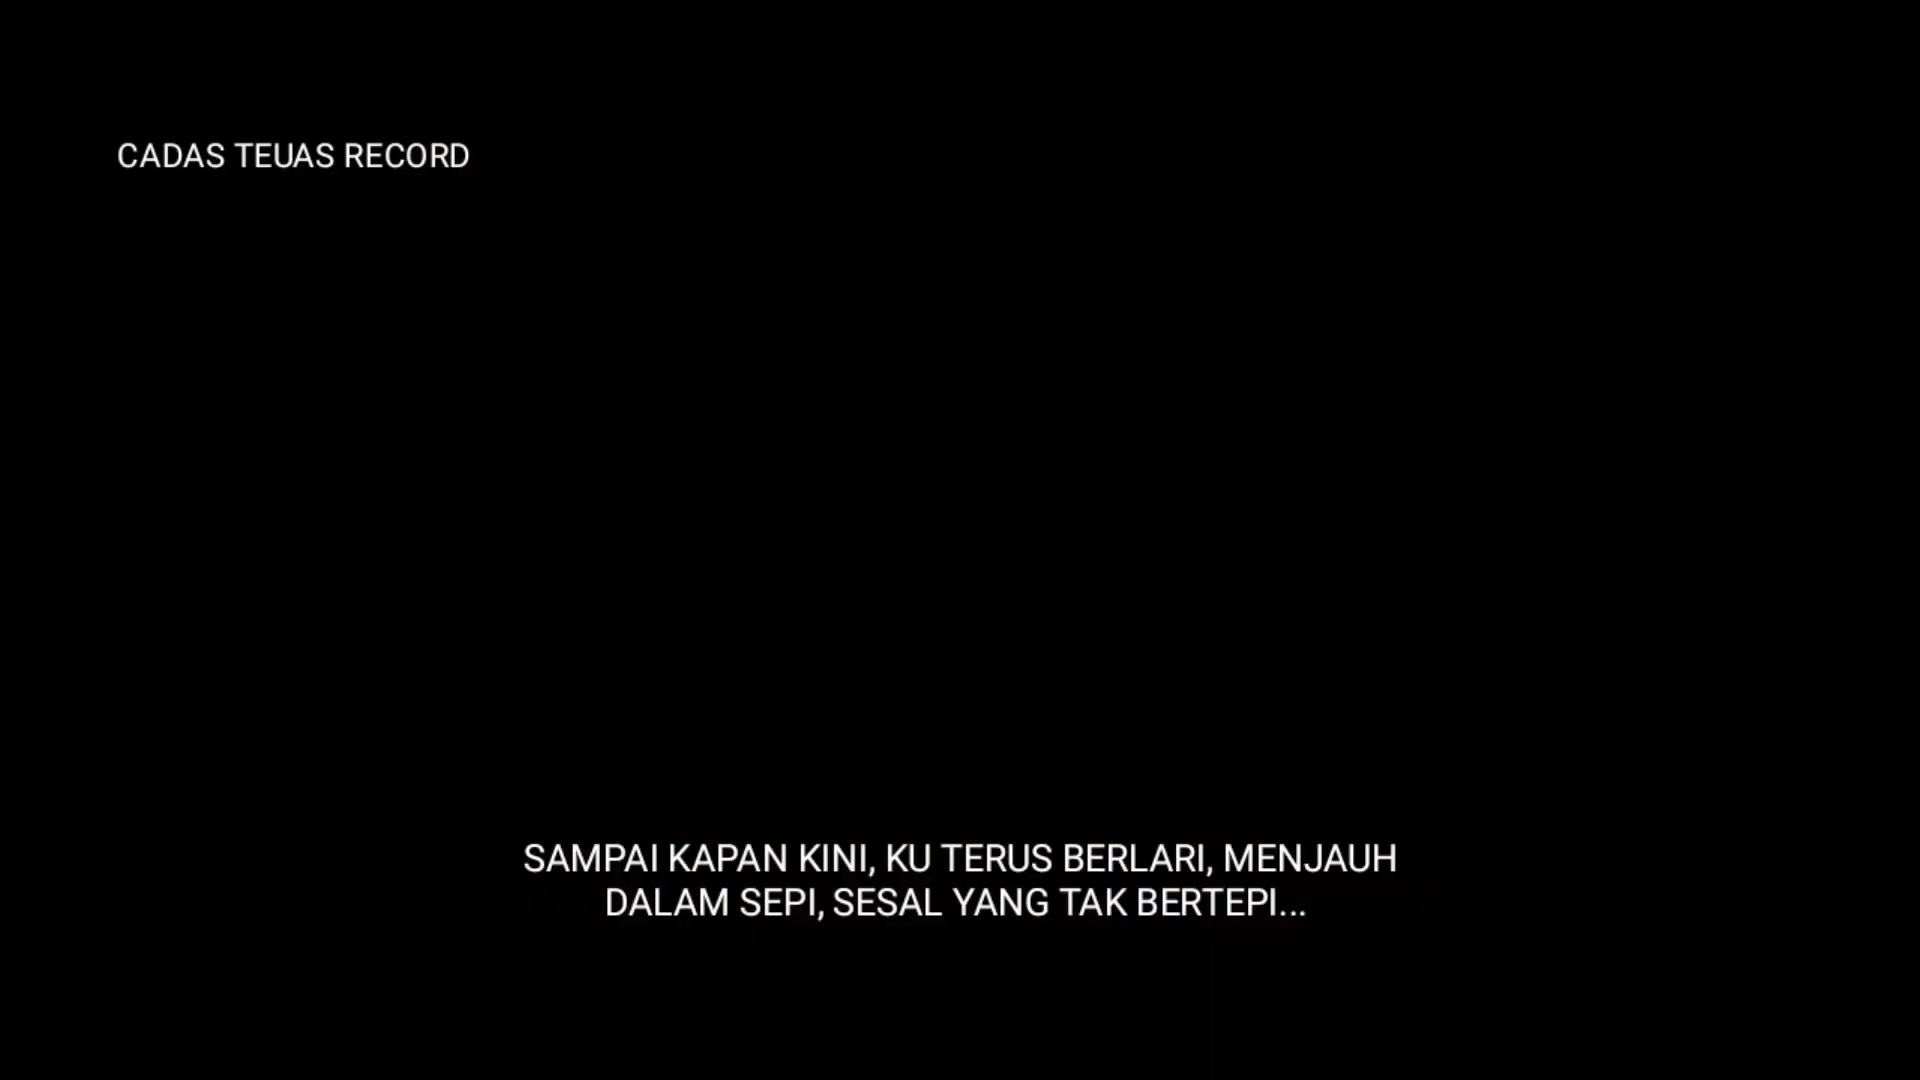 CADAS TEUAS RECORD
SAMPAI KAPAN KINI, KU TERUS BERLARI, MENJAUH
DALAM SEPI, SESAL YANG TAK BERTEPI...